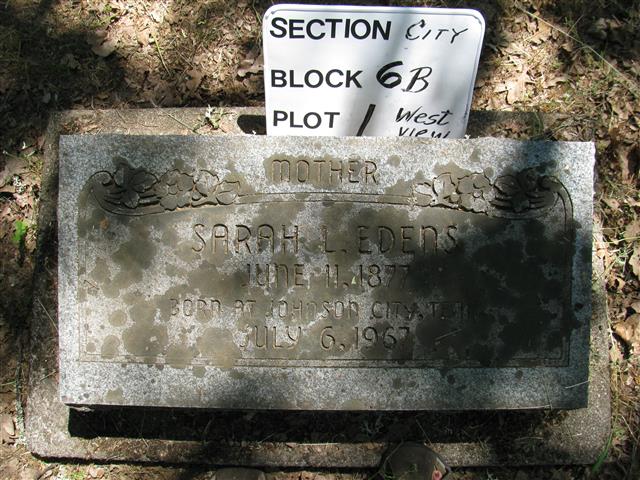 SECTION CITY
BLOCK 6B
PLOT 1 West
View
MOTHER
SARAH L. EDENS
JUNE 11, 1877
BORN AT JOHNSON CITY, TENN.
JULY 6, 1967